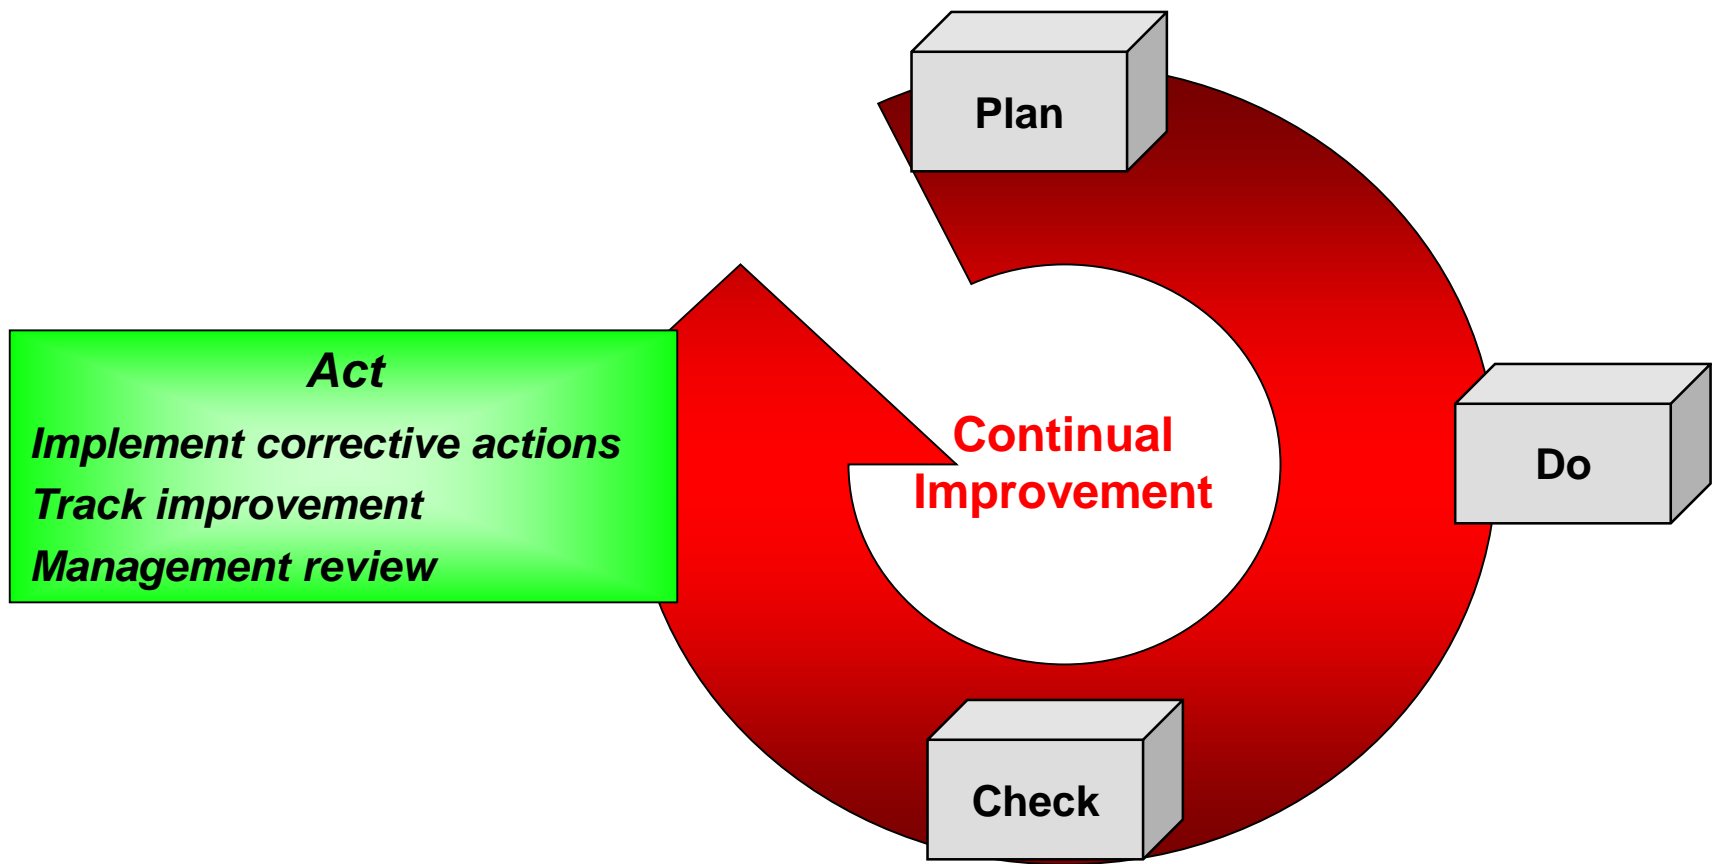 Plan
Act
Implement corrective actions
Track improvement
Management review
Continual
Improvement
Do
Check